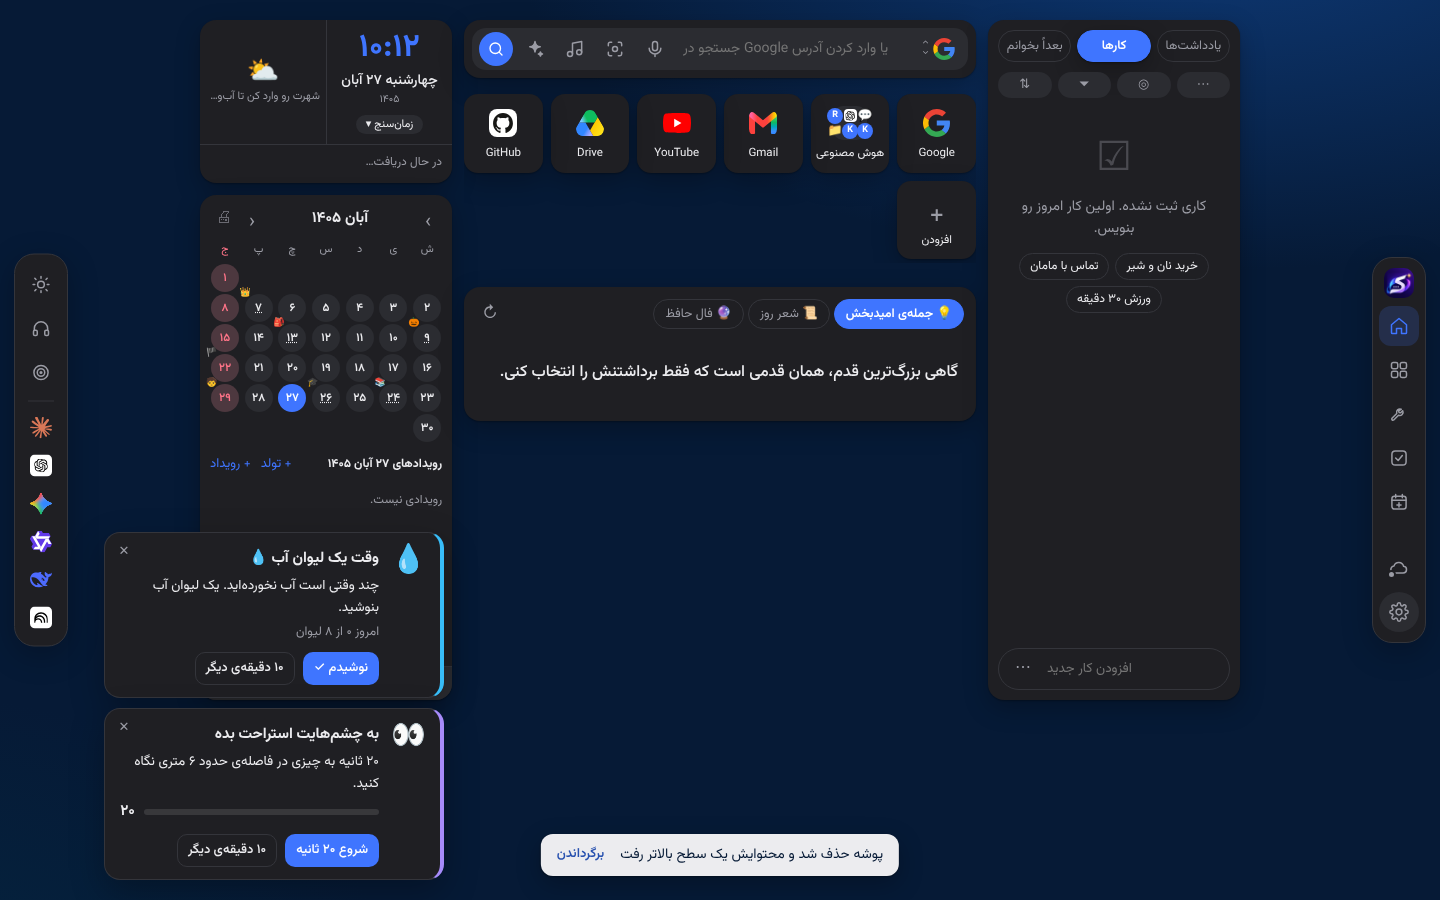 یادداشت‌ها
کارها
بعداً بخوانم
کاری ثبت نشده. اولین کار امروز رو
بنویس.
خرید نان و شیر
تماس با مامان
ورزش ۳۰ دقیقه
افزودن کار جدید
یا وارد کردن آدرس Google جستجو در
Google
هوش مصنوعی
R
K
K
Gmail
YouTube
Drive
GitHub
+
افزودن
جمله‌ی امیدبخش
شعر روز
فال حافظ
گاهی بزرگ‌ترین قدم، همان قدمی است که فقط برداشتنش را انتخاب کنی.
۱۰:۱۲
چهارشنبه ۲۷ آبان
۱۴۰۵
زمان‌سنج ▾
شهرت رو وارد کن تا آب‌و…
در حال دریافت…
آبان ۱۴۰۵
ش ی د س چ پ ج
۱
۲ ۳ ۴ ۵ ۶ ۷ ۸
۹ ۱۰ ۱۱ ۱۲ ۱۳ ۱۴ ۱۵
۱۶ ۱۷ ۱۸ ۱۹ ۲۰ ۲۱ ۲۲
۲۳ ۲۴ ۲۵ ۲۶ ۲۷ ۲۸ ۲۹
۳۰
رویدادهای ۲۷ آبان ۱۴۰۵
+ تولد
+ رویداد
رویدادی نیست.
وقت یک لیوان آب
چند وقتی است آب نخورده‌اید. یک لیوان آب
بنوشید.
امروز ۰ از ۸ لیوان
نوشیدم ✓
۱۰ دقیقه‌ی دیگر
به چشم‌هایت استراحت بده
۲۰ ثانیه به چیزی در فاصله‌ی حدود ۶ متری نگاه
کنید.
۲۰
شروع ۲۰ ثانیه
۱۰ دقیقه‌ی دیگر
پوشه حذف شد و محتوایش یک سطح بالاتر رفت
برگرداندن